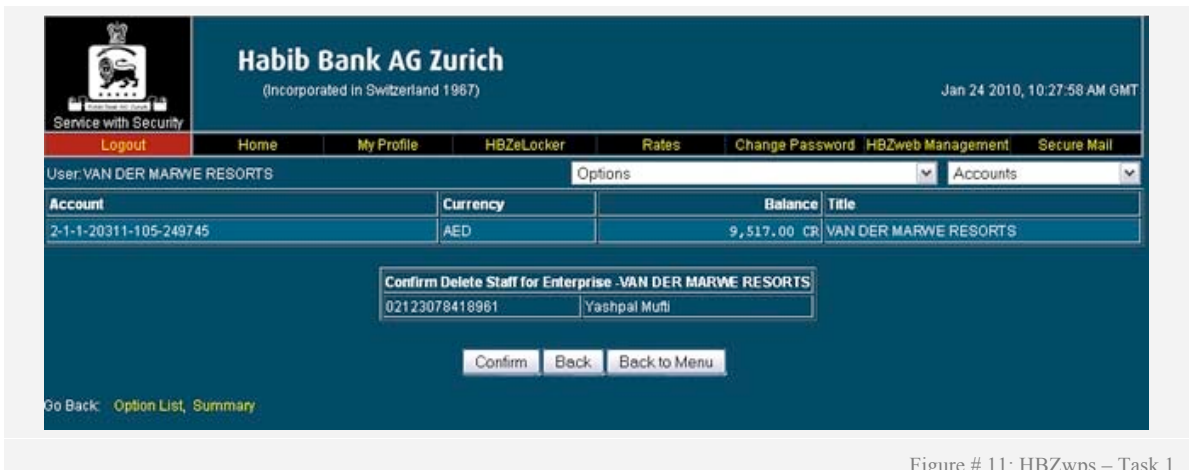 Habib Bank AG Zurich
(Incorporated in Switzerland 1967)
Jan 24 2010, 10:27:58 AM GMT
Habib Bank AG Zurich
Service with Security
Logout Home My Profile HBZeLocker Rates Change Password HBZweb Management Secure Mail
User: VAN DER MARWE RESORTS Options Accounts
Account Currency Balance Title
2-1-1-20311-105-249745 AED 9,517.00 CR VAN DER MARWE RESORTS
Confirm Delete Staff for Enterprise -VAN DER MARWE RESORTS
02123078418961 Yashpal Mufti
Confirm Back Back to Menu
Go Back: Option List, Summary
Figure # 11: HBZwps – Task 1